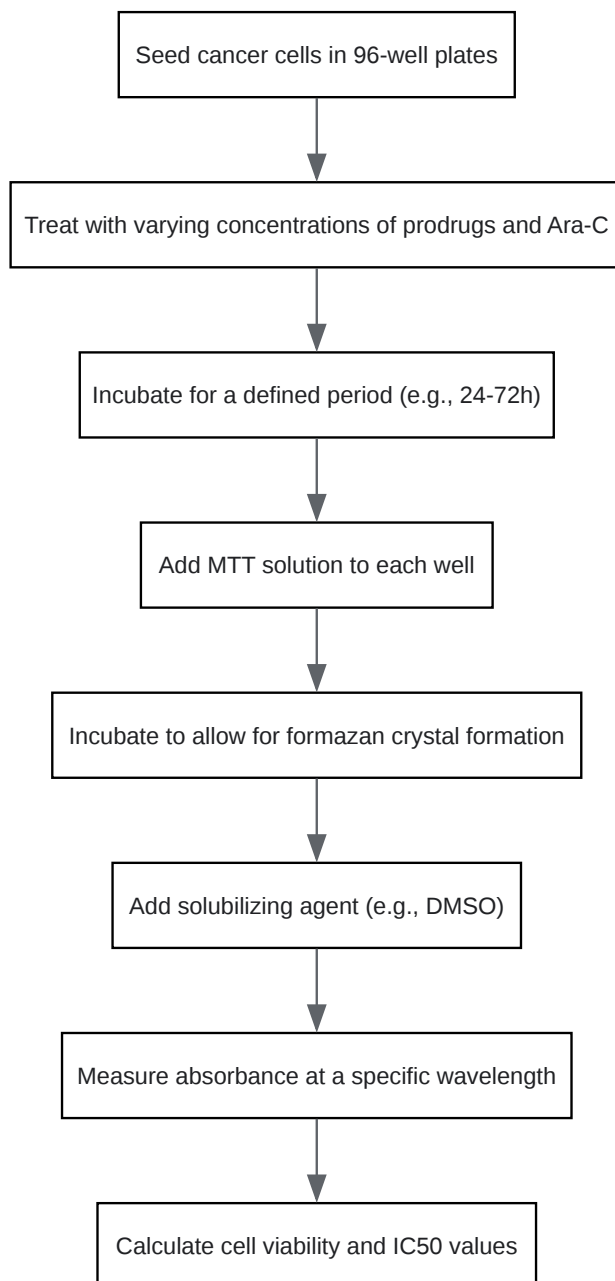 Seed cancer cells in 96-well plates
Treat with varying concentrations of prodrugs and Ara-C
Incubate for a defined period (e.g., 24-72h)
Add MTT solution to each well
Incubate to allow for formazan crystal formation
Add solubilizing agent (e.g., DMSO)
Measure absorbance at a specific wavelength
Calculate cell viability and IC50 values